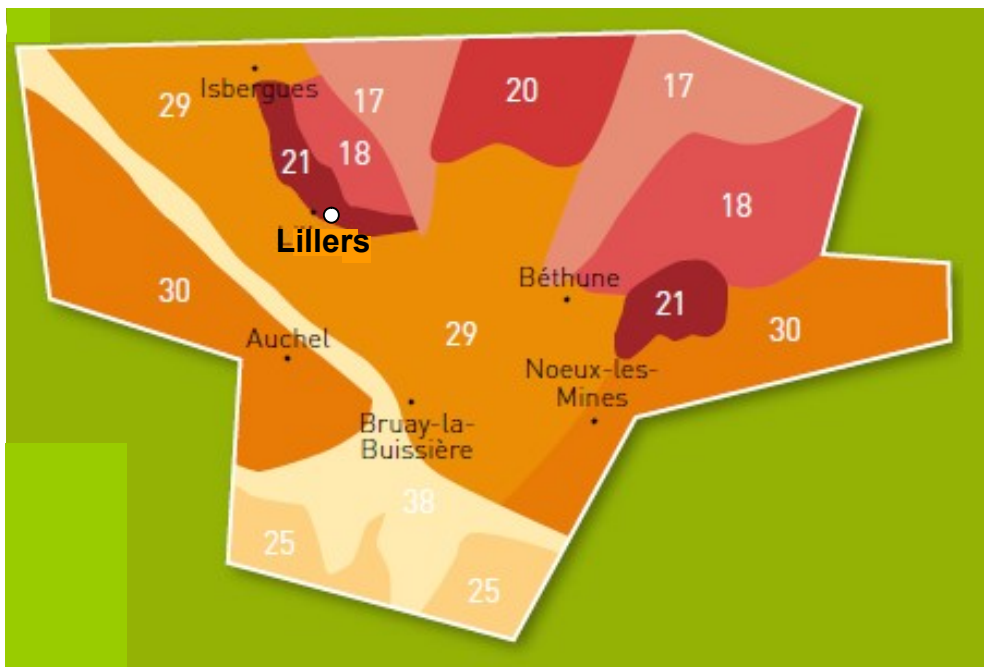 Isbergues
29
17
20
17
21
18
18
Lillers
Béthune
30
21
29
30
Auchel
Noeux-les-
Mines
Bruay-la-
Buissière
38
25
25